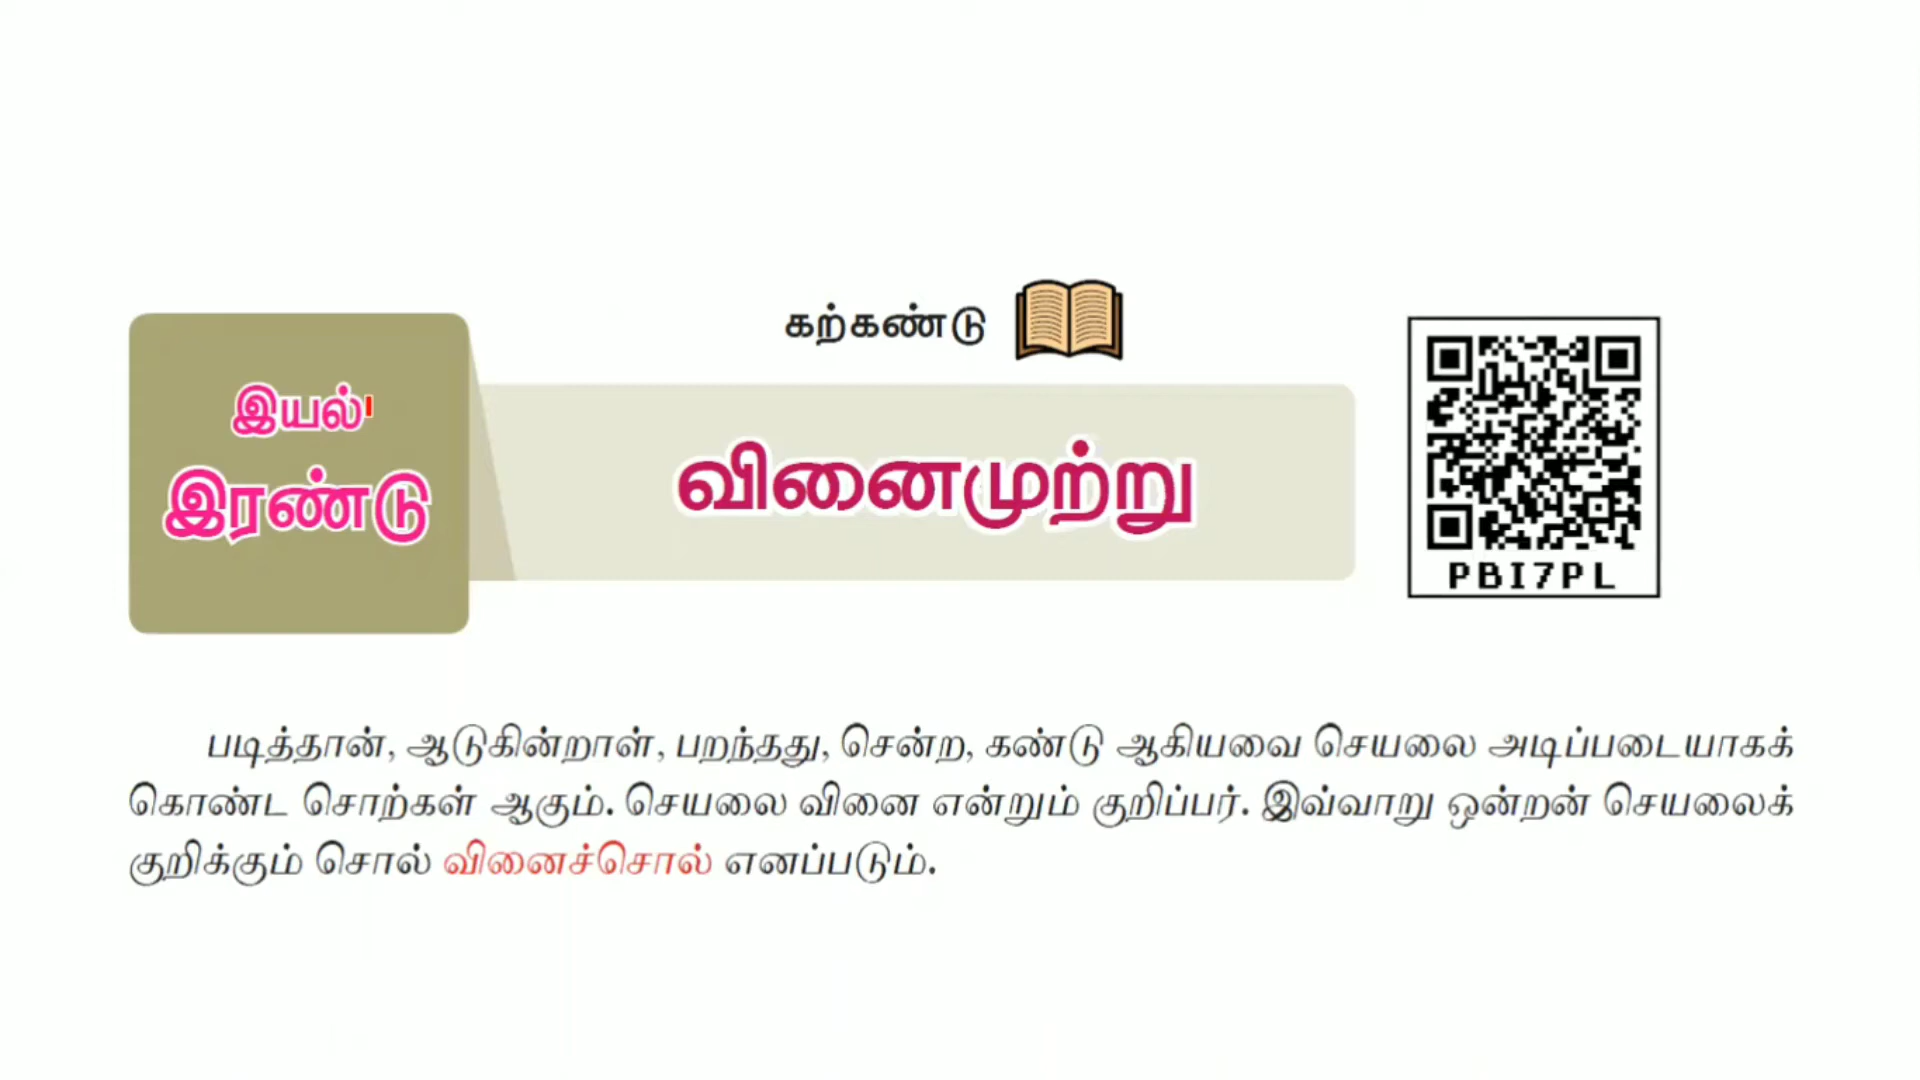 கற்கண்டு
இயல்
இரண்டு
வினைமுற்று
PBI7PL
படித்தான், ஆடுகின்றாள், பறந்தது, சென்ற, கண்டு ஆகியவை செயலை அடிப்படையாகக்
கொண்ட சொற்கள் ஆகும். செயலை வினை என்றும் குறிப்பர். இவ்வாறு ஒன்றன் செயலைக்
குறிக்கும் சொல் வினைச்சொல் எனப்படும்.